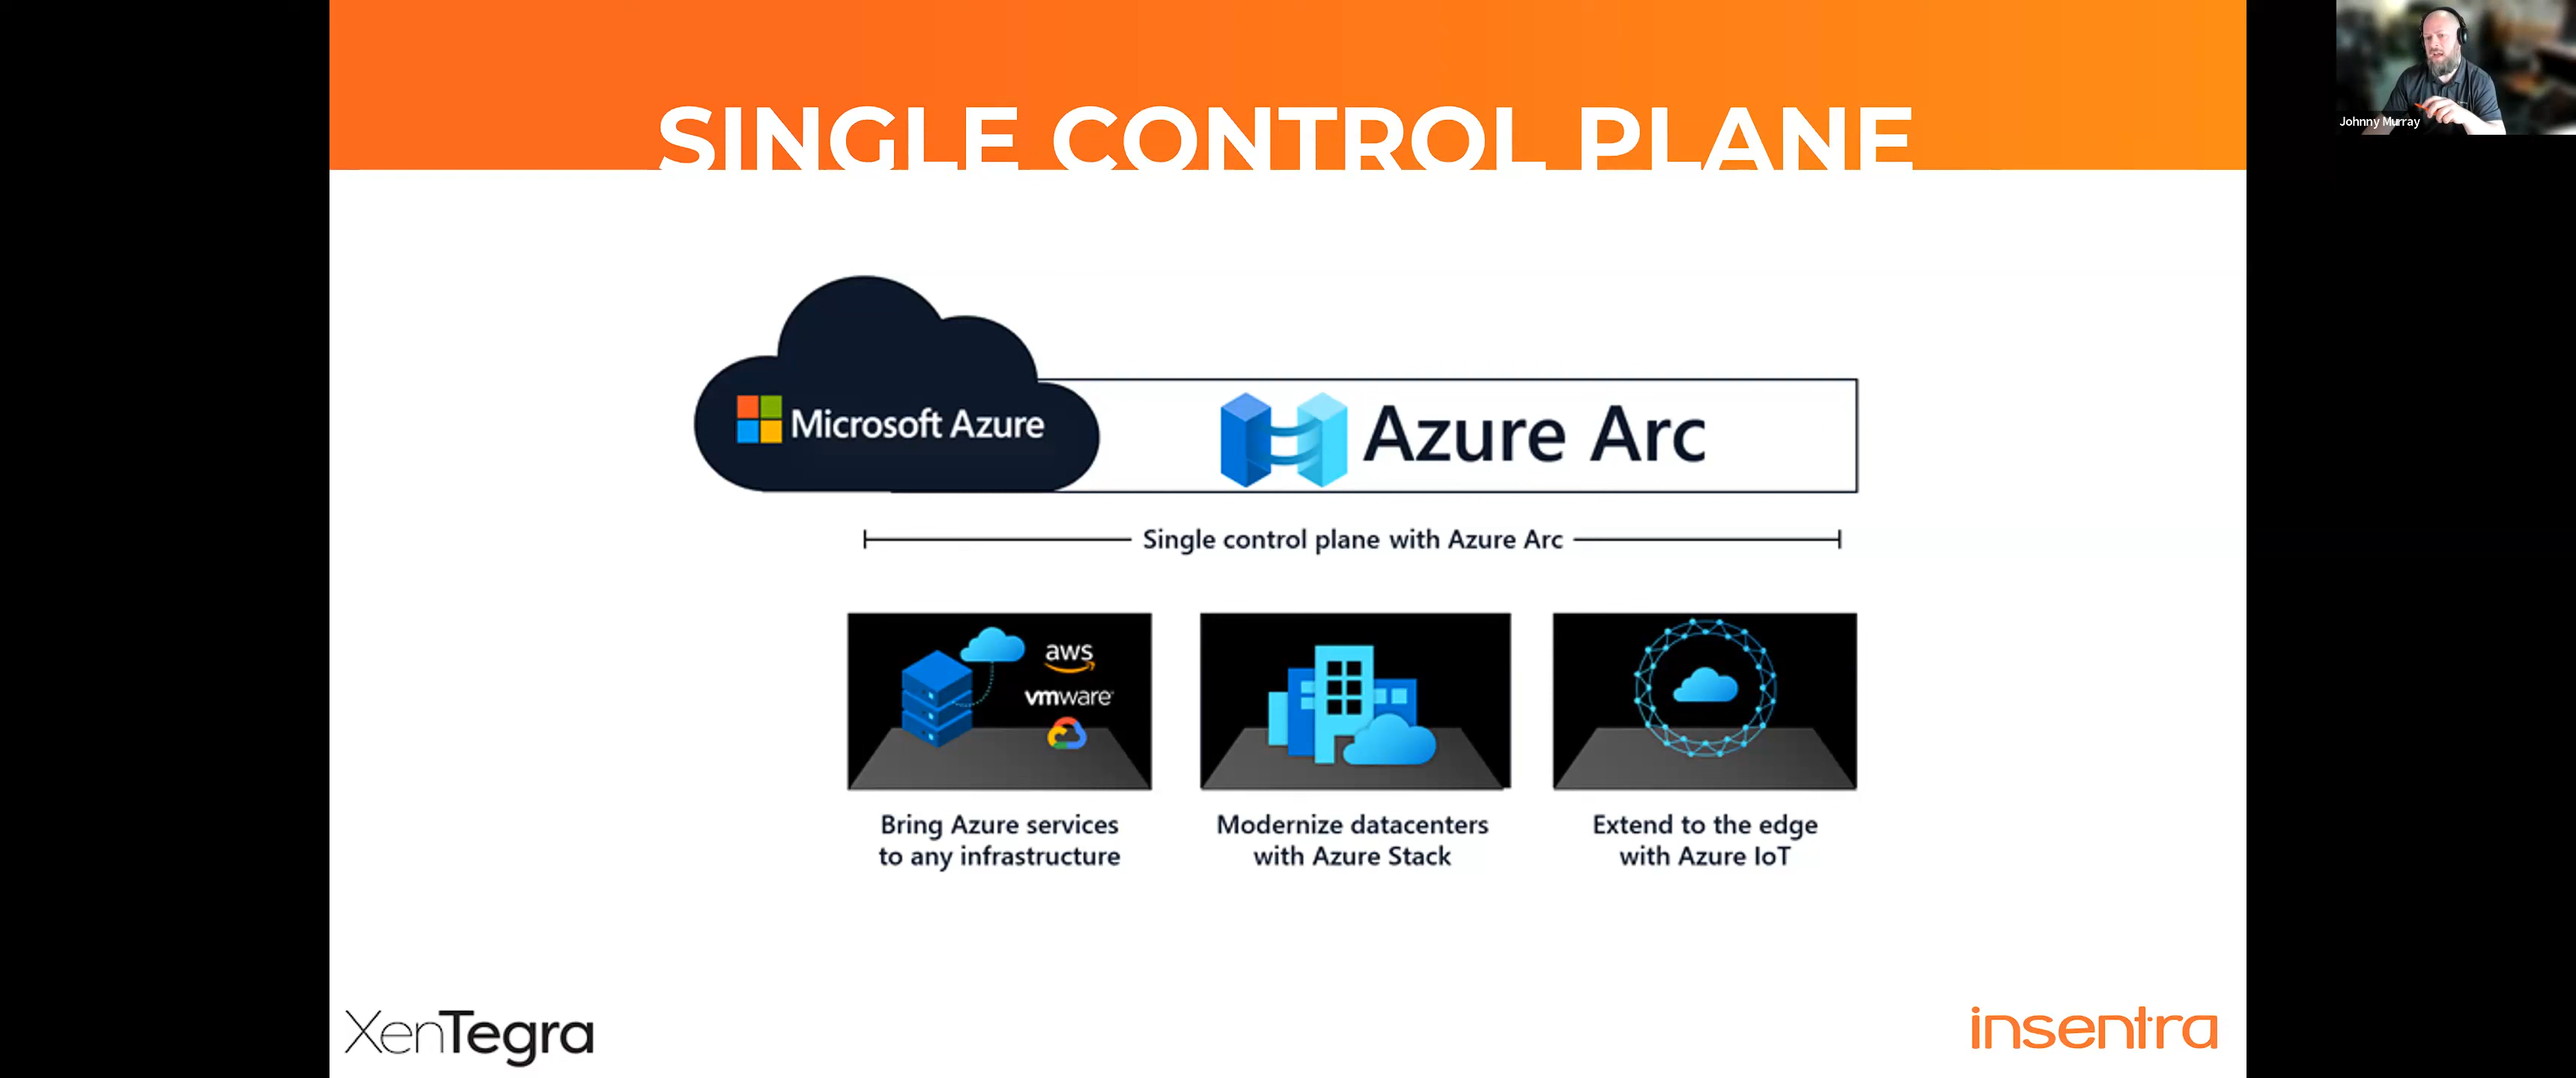 SINGLE CONTROL PLANE
Johnny Murray
Microsoft Azure
Azure Arc
Single control plane with Azure Arc
aws
vmware
Bring Azure services
to any infrastructure
Modernize datacenters
with Azure Stack
Extend to the edge
with Azure IoT
XenTegra
insentra